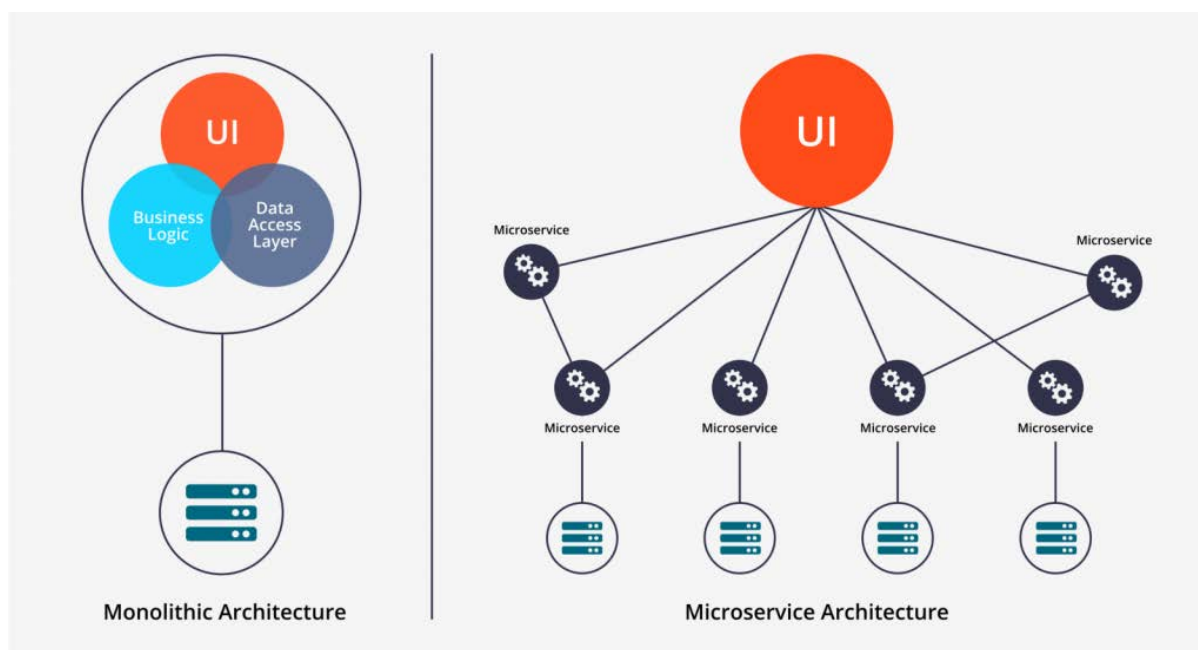 UI
Business
Logic
Data
Access
Layer
Monolithic Architecture
UI
Microservice
Microservice
Microservice
Microservice
Microservice
Microservice
Microservice Architecture